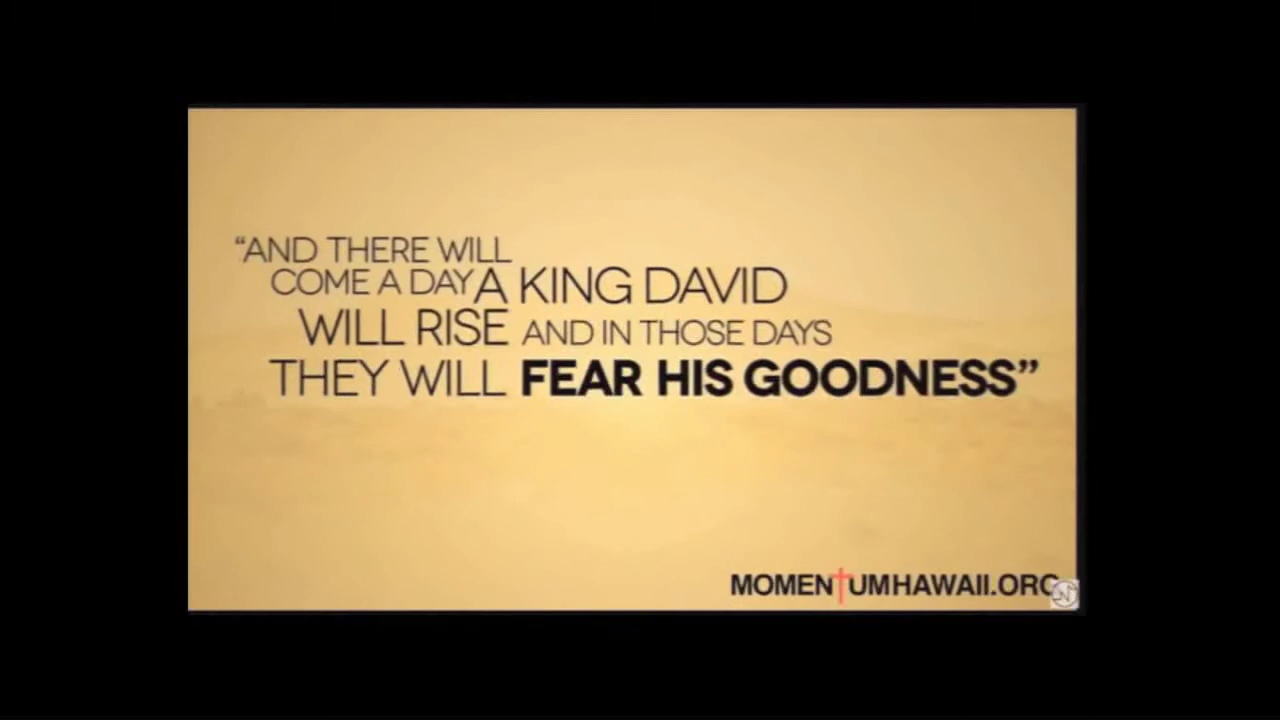 “AND THERE WILL
COME A DAY A KING DAVID
WILL RISE AND IN THOSE DAYS
THEY WILL FEAR HIS GOODNESS”
MOMENTUMHAWAII.ORG